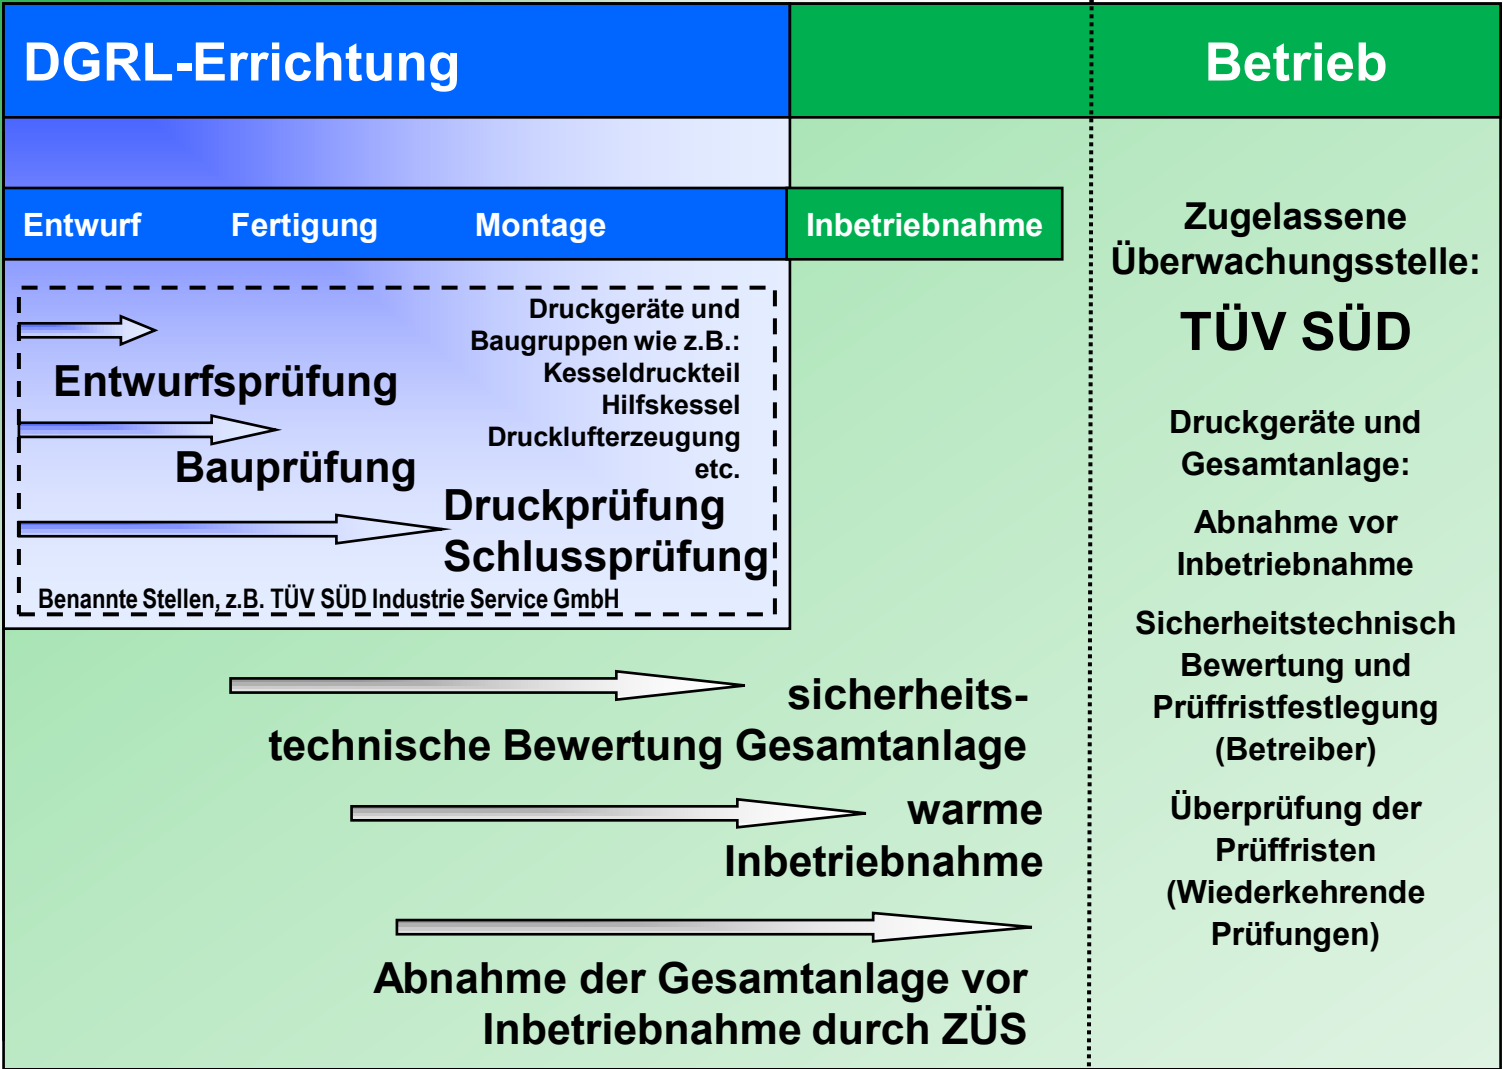 DGRL-Errichtung
Betrieb
Entwurf
Fertigung
Montage
Inbetriebnahme
Druckgeräte und
Baugruppen wie z.B.:
Kesseldruckteil
Hilfskessel
Drucklufterzeugung
etc.
Entwurfsprüfung
Bauprüfung
Druckprüfung
Schlussprüfung
Benannte Stellen, z.B. TÜV SÜD Industrie Service GmbH
sicherheits-
technische Bewertung Gesamtanlage
warme
Inbetriebnahme
Abnahme der Gesamtanlage vor
Inbetriebnahme durch ZÜS
Zugelassene
Überwachungsstelle:
TÜV SÜD
Druckgeräte und
Gesamtanlage:
Abnahme vor
Inbetriebnahme
Sicherheitstechnisch
Bewertung und
Prüffristfestlegung
(Betreiber)
Überprüfung der
Prüffristen
(Wiederkehrende
Prüfungen)